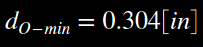 d_{O-min} = 0.304[in]